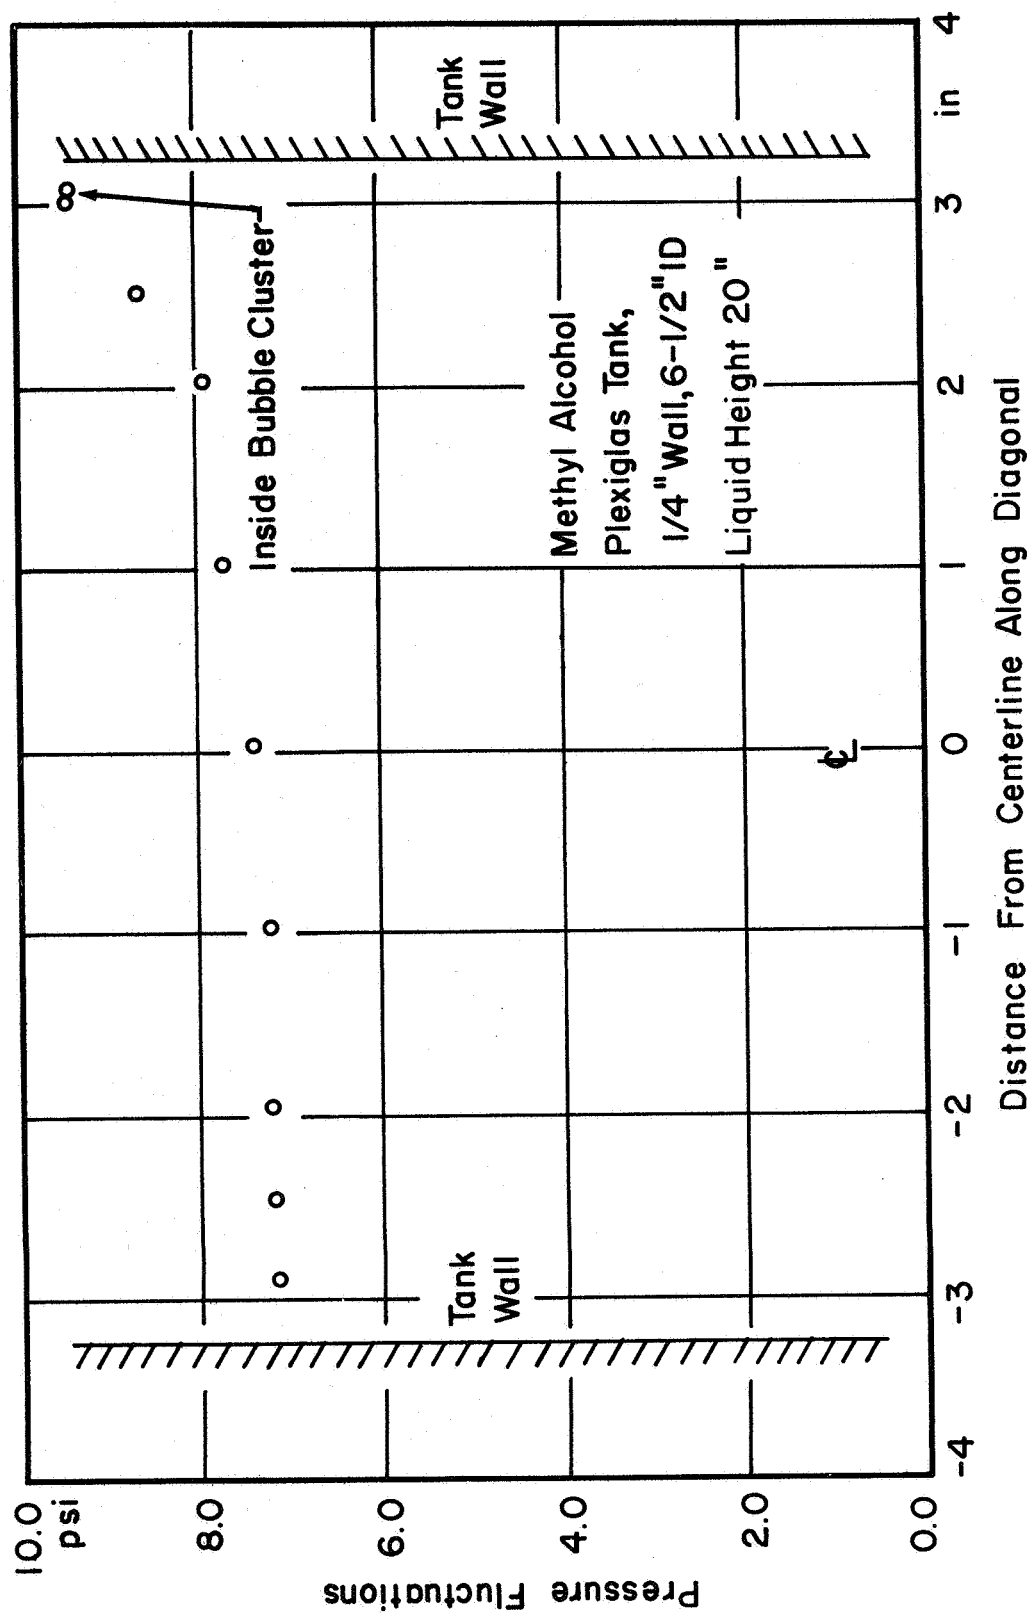 Pressure Fluctuations
10.0
psi
8.0
6.0
4.0
2.0
0.0
Tank
Wall
Inside Bubble Cluster
Tank
Wall
Methyl Alcohol
Plexiglas Tank,
1/4" Wall, 6-1/2" ID
Liquid Height 20"
℄
-4
-3
-2
-1
0
1
2
3
in
4
Distance From Centerline Along Diagonal